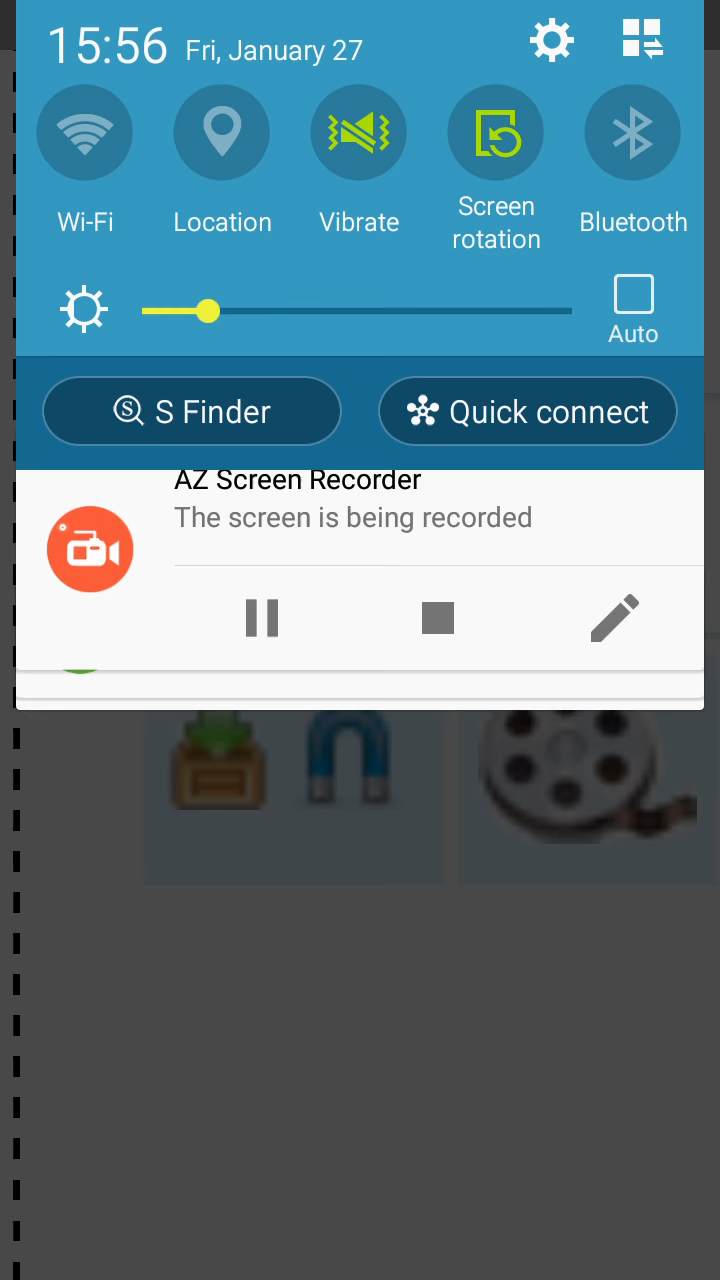 15:56 Fri, January 27
Wi-Fi
Location
Vibrate
Screen
rotation
Bluetooth
Auto
S Finder
Quick connect
AZ Screen Recorder
The screen is being recorded